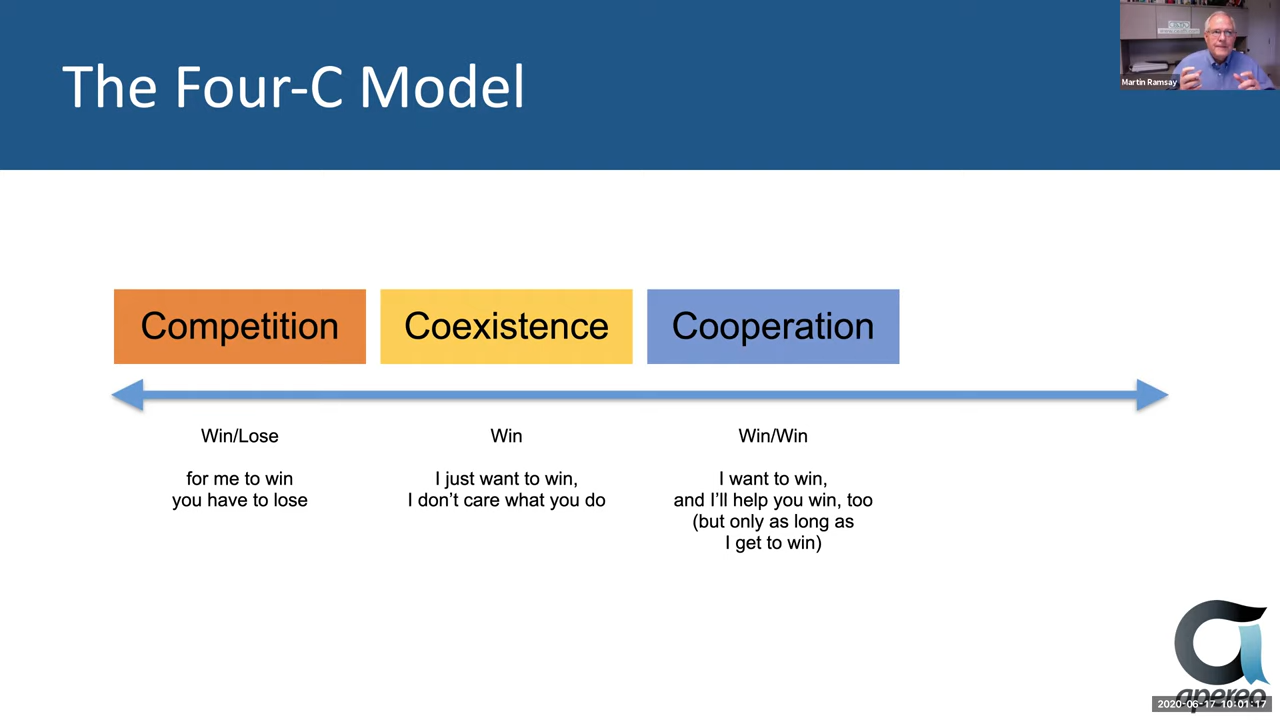 The Four-C Model
Martin Ramsay
Competition
Coexistence
Cooperation
Win/Lose
for me to win
you have to lose
Win
I just want to win,
I don't care what you do
Win/Win
I want to win,
and I'll help you win, too
(but only as long as
I get to win)
apereo
2020-06-17 10:01:17